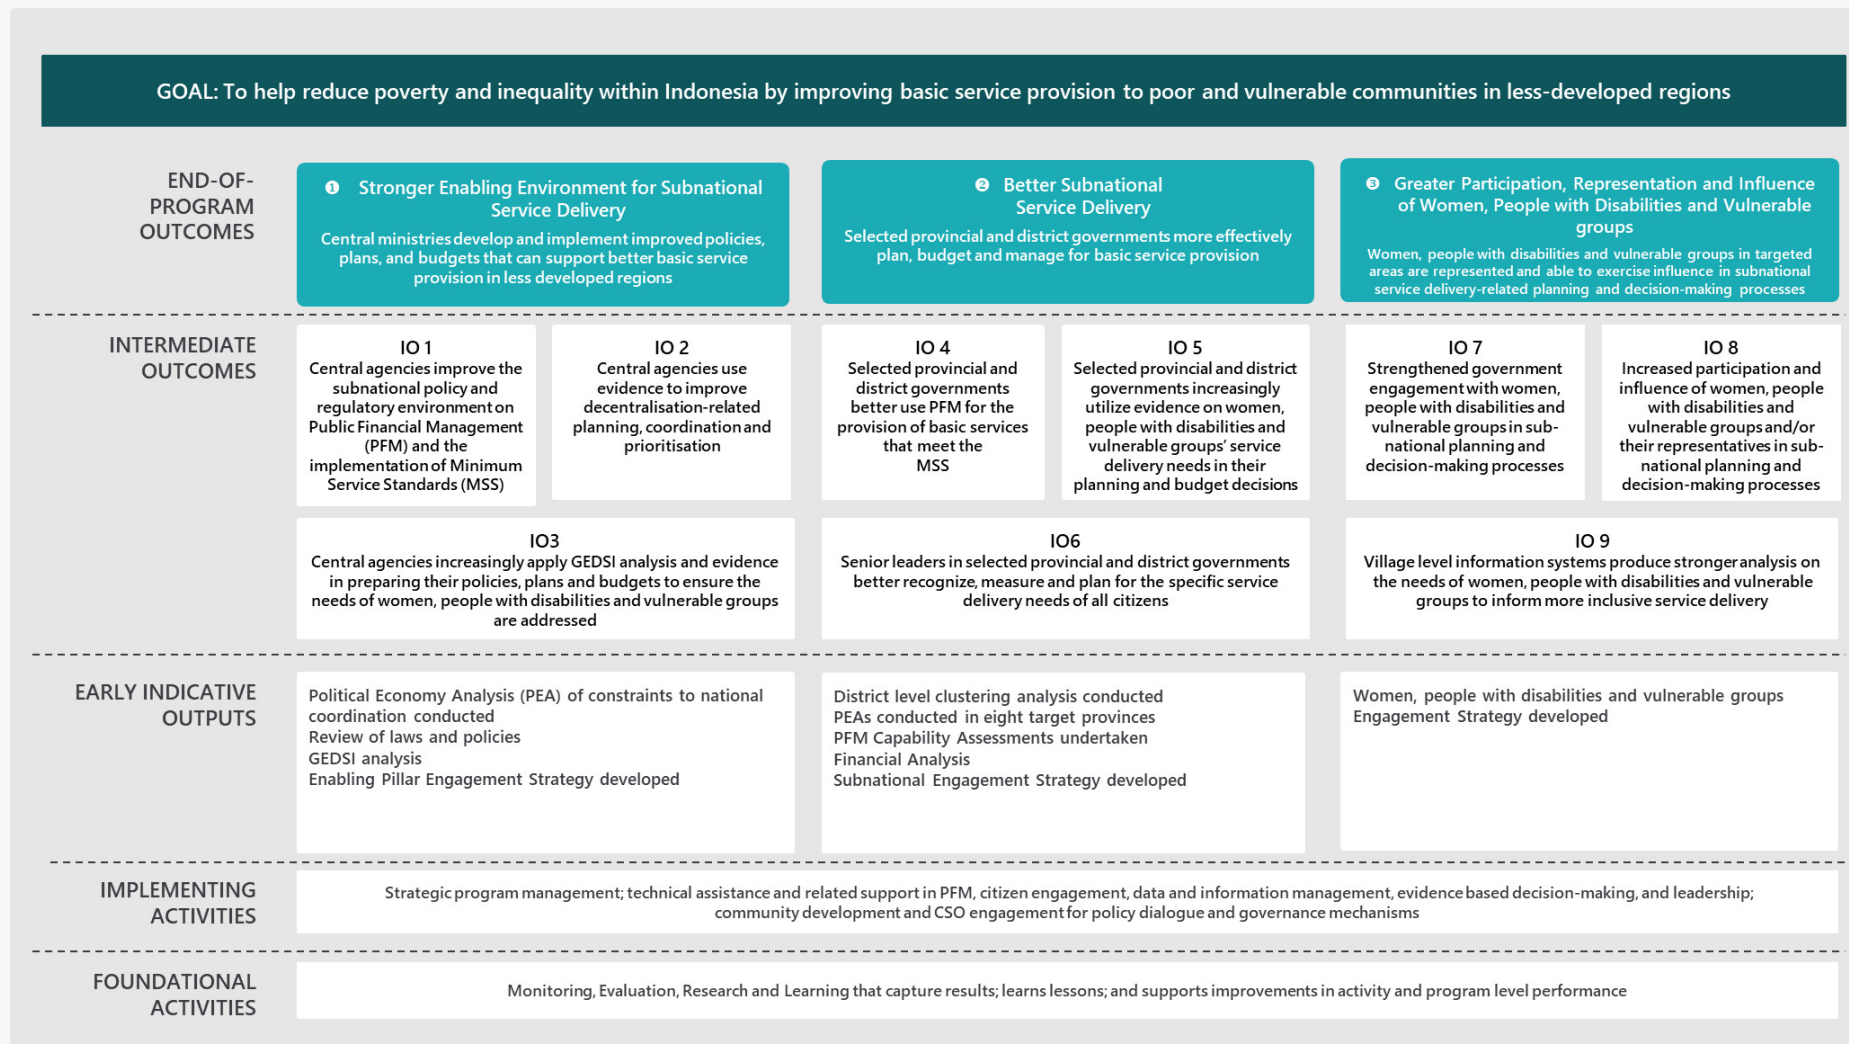 GOAL: To help reduce poverty and inequality within Indonesia by improving basic service provision to poor and vulnerable communities in less-developed regions
END-OF-
PROGRAM
OUTCOMES
❶ Stronger Enabling Environment for Subnational
Service Delivery
Central ministries develop and implement improved policies,
plans, and budgets that can support better basic service
provision in less developed regions
❷ Better Subnational
Service Delivery
Selected provincial and district governments more effectively
plan, budget and manage for basic service provision
❸ Greater Participation, Representation and Influence
of Women, People with Disabilities and Vulnerable
groups
Women, people with disabilities and vulnerable groups in targeted
areas are represented and able to exercise influence in subnational
service delivery-related planning and decision-making processes
INTERMEDIATE
OUTCOMES
IO 1
Central agencies improve the
subnational policy and
regulatory environment on
Public Financial Management
(PFM) and the
implementation of Minimum
Service Standards (MSS)
IO 2
Central agencies use
evidence to improve
decentralisation-related
planning, coordination and
prioritisation
IO 4
Selected provincial and
district governments
better use PFM for the
provision of basic services
that meet the
MSS
IO 5
Selected provincial and district
governments increasingly
utilize evidence on women,
people with disabilities and
vulnerable groups' service
delivery needs in their
planning and budget decisions
IO 7
Strengthened government
engagement with women,
people with disabilities and
vulnerable groups in sub-
national planning and
decision-making processes
IO 8
Increased participation and
influence of women, people
with disabilities and
vulnerable groups and/or
their representatives in sub-
national planning and
decision-making processes
IO3
Central agencies increasingly apply GEDSI analysis and evidence
in preparing their policies, plans and budgets to ensure the
needs of women, people with disabilities and vulnerable groups
are addressed
IO6
Senior leaders in selected provincial and district governments
better recognize, measure and plan for the specific service
delivery needs of all citizens
IO 9
Village level information systems produce stronger analysis on
the needs of women, people with disabilities and vulnerable
groups to inform more inclusive service delivery
EARLY INDICATIVE
OUTPUTS
Political Economy Analysis (PEA) of constraints to national
coordination conducted
Review of laws and policies
GEDSI analysis
Enabling Pillar Engagement Strategy developed
District level clustering analysis conducted
PEAs conducted in eight target provinces
PFM Capability Assessments undertaken
Financial Analysis
Subnational Engagement Strategy developed
Women, people with disabilities and vulnerable groups
Engagement Strategy developed
IMPLEMENTING
ACTIVITIES
Strategic program management; technical assistance and related support in PFM, citizen engagement, data and information management, evidence based decision-making, and leadership;
community development and CSO engagement for policy dialogue and governance mechanisms
FOUNDATIONAL
ACTIVITIES
Monitoring, Evaluation, Research and Learning that capture results; learns lessons; and supports improvements in activity and program level performance